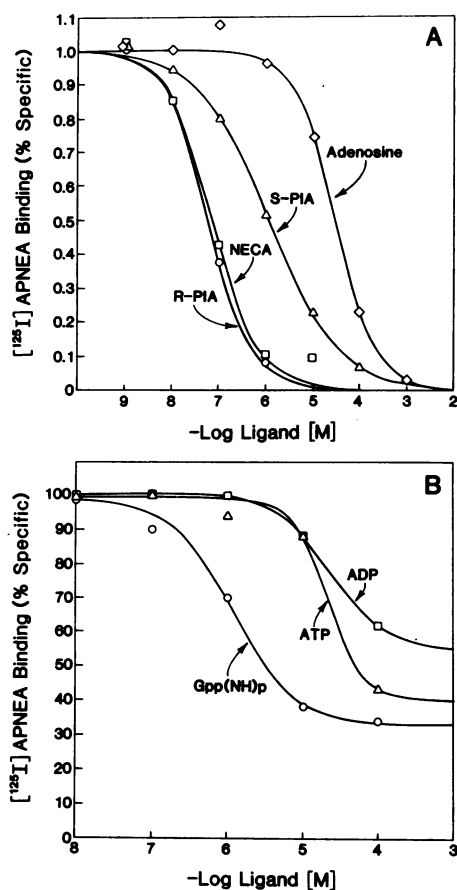 A
[¹²⁵I] APNEA Binding (% Specific)
1.1
1.0
0.9
0.8
0.7
0.6
0.5
0.4
0.3
0.2
0.1
0
Adenosine
S-PIA
NECA
R-PIA
9 8 7 6 5 4 3 2
-Log Ligand [M]
B
[¹²⁵I] APNEA Binding (% Specific)
100
90
80
70
60
50
40
30
20
10
0
ADP
ATP
Gpp(NH)p
8 7 6 5 4 3
-Log Ligand [M]